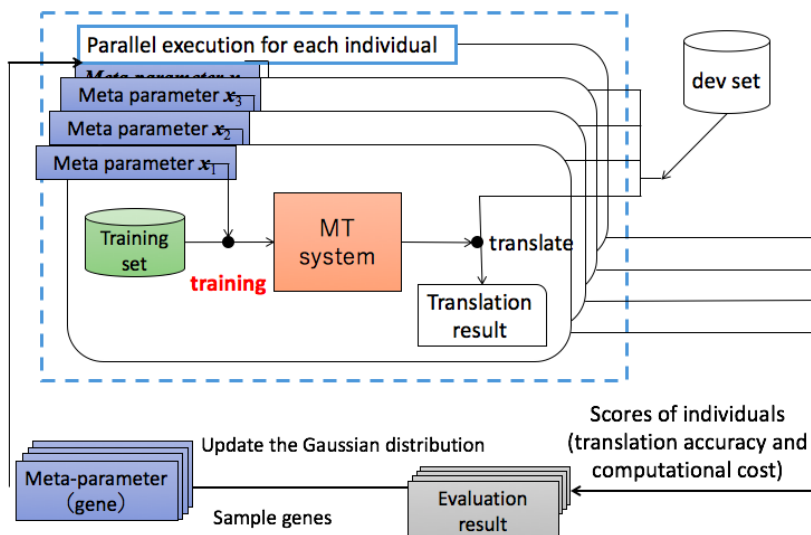 Parallel execution for each individual
Meta parameter
Meta parameter x3
Meta parameter x2
Meta parameter x1
dev set
Training
set
training
MT
system
translate
Translation
result
Scores of individuals
(translation accuracy and
computational cost)
Update the Gaussian distribution
Meta-parameter
(gene)
Sample genes
Evaluation
result